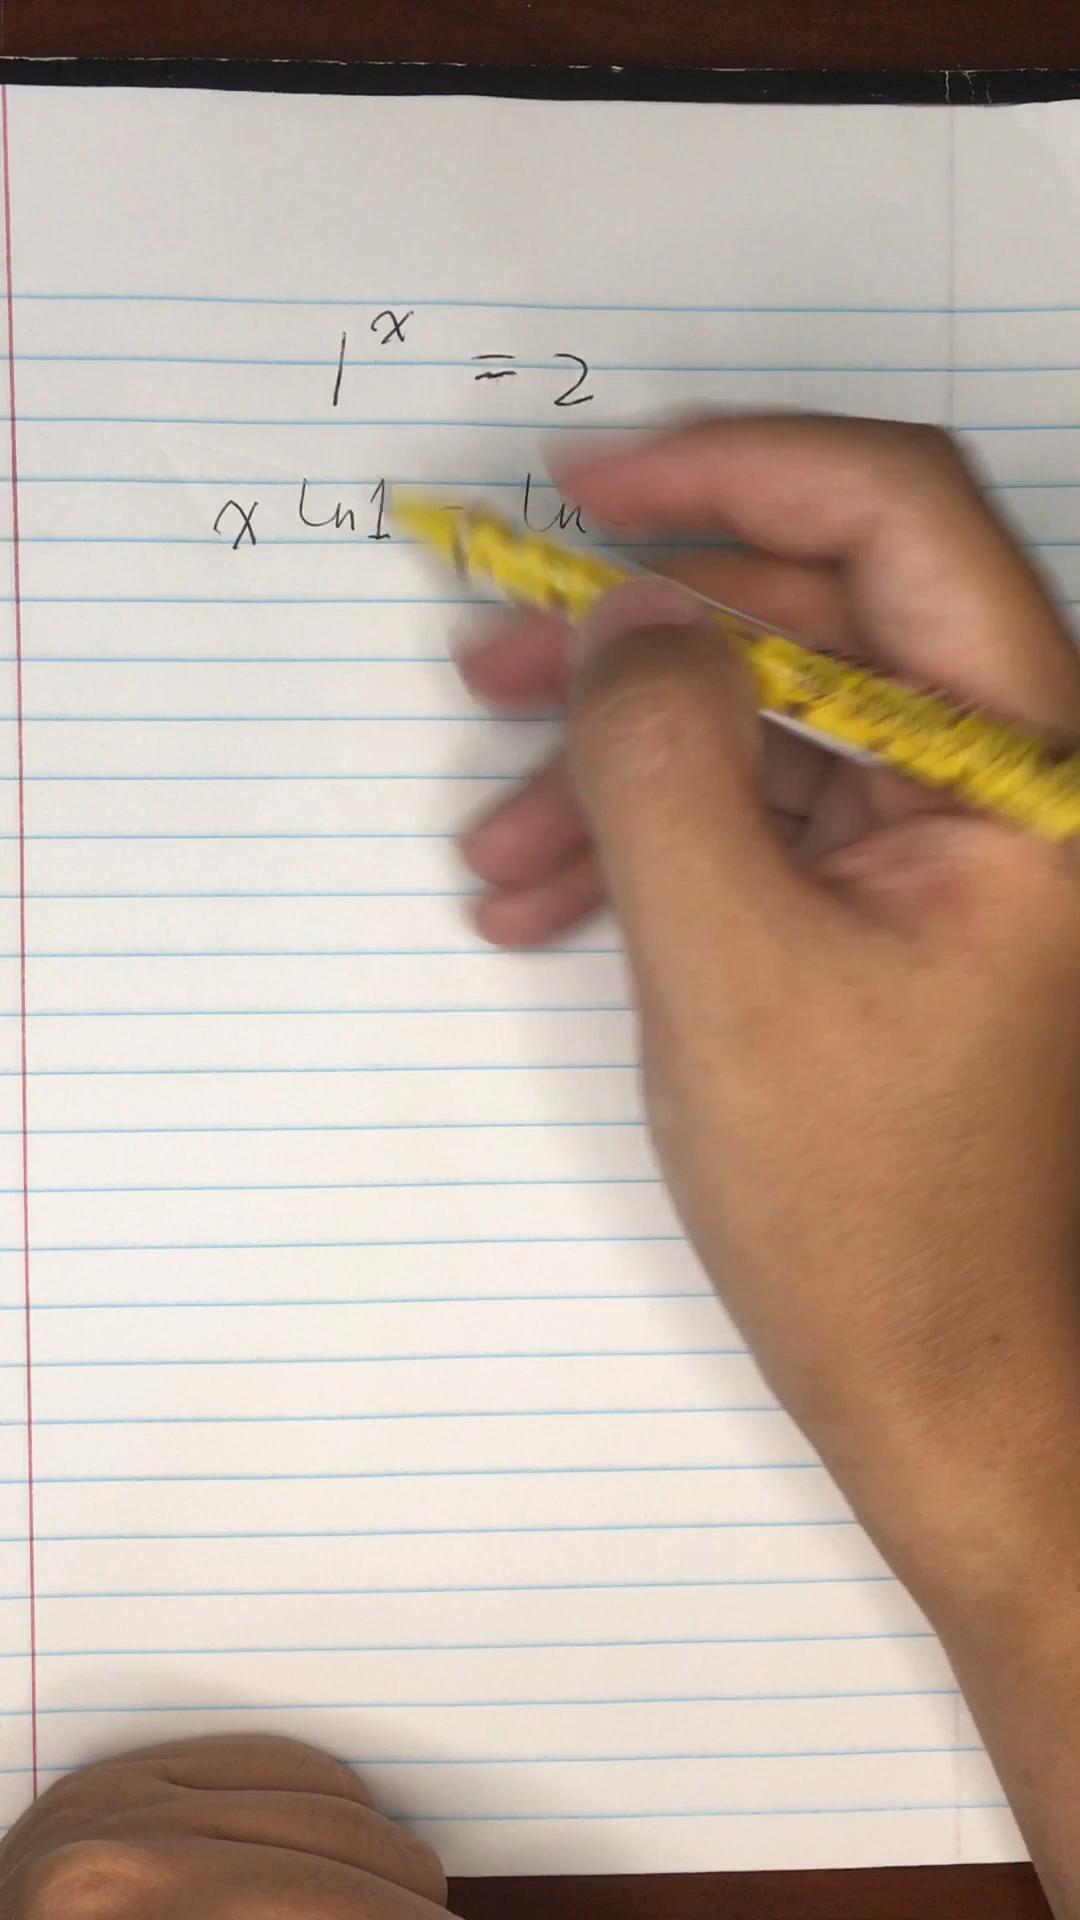 1^x = 2
x ln1 = ln